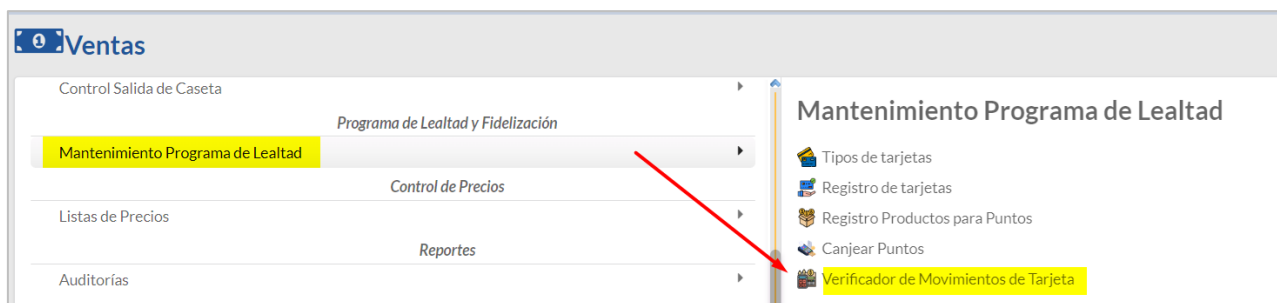 Ventas
Control Salida de Caseta
Programa de Lealtad y Fidelización
Mantenimiento Programa de Lealtad
Control de Precios
Listas de Precios
Reportes
Auditorías
Mantenimiento Programa de Lealtad
Tipos de tarjetas
Registro de tarjetas
Registro Productos para Puntos
Canjear Puntos
Verificador de Movimientos de Tarjeta